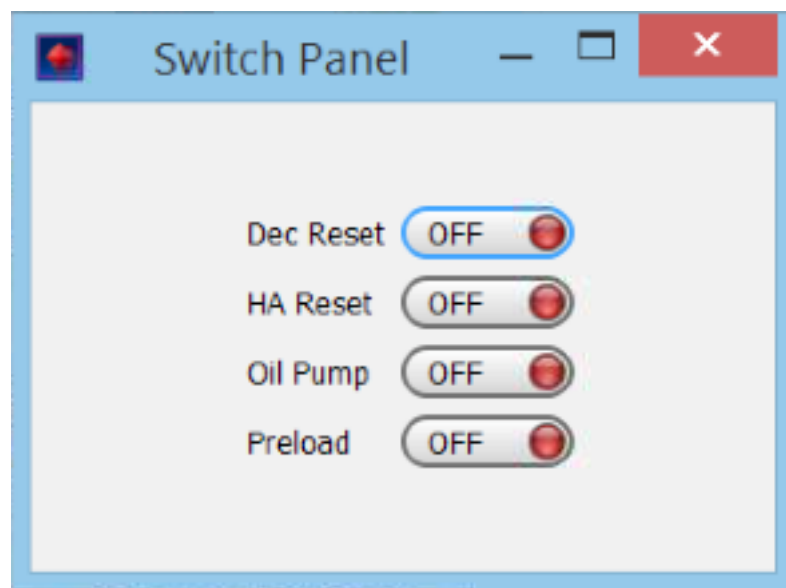 Switch Panel
Dec Reset OFF
HA Reset OFF
Oil Pump OFF
Preload OFF